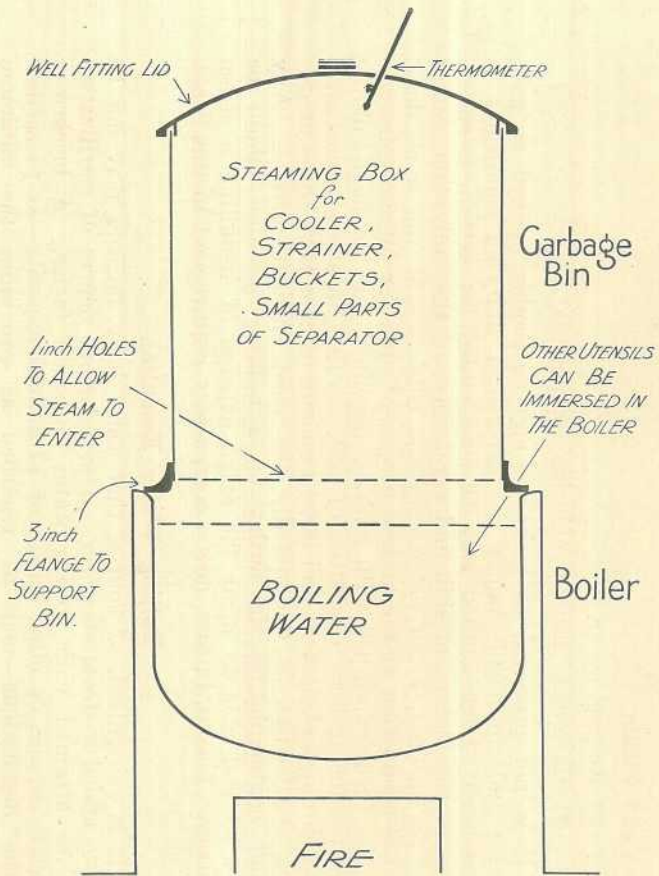 WELL FITTING LID
THERMOMETER
STEAMING BOX
for
COOLER,
STRAINER,
BUCKETS,
SMALL PARTS
OF SEPARATOR
Garbage
Bin
1inch HOLES
TO ALLOW
STEAM TO
ENTER
OTHER UTENSILS
CAN BE
IMMERSED IN
THE BOILER
3inch
FLANGE TO
SUPPORT
BIN.
BOILING
WATER
Boiler
FIRE